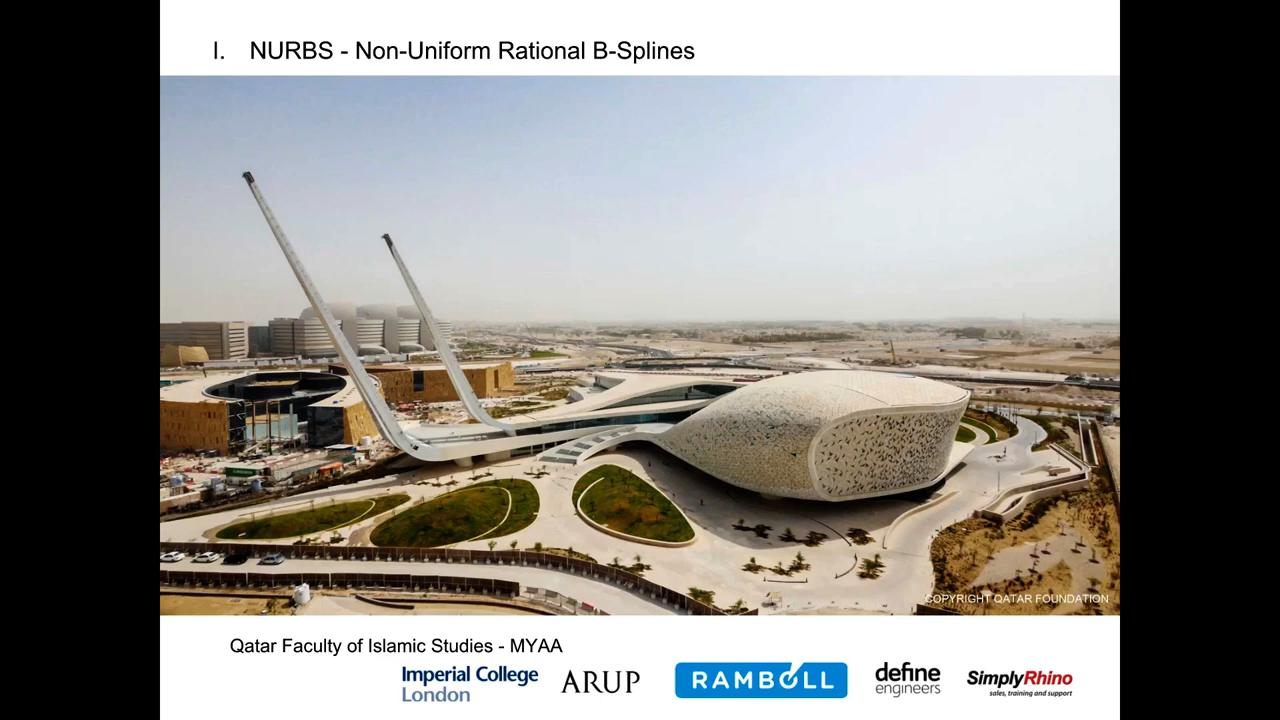 I. NURBS - Non-Uniform Rational B-Splines
COPYRIGHT QATAR FOUNDATION
Qatar Faculty of Islamic Studies - MYAA
Imperial College
London
ARUP
RAMBOLL
define
engineers
SimplyRhino
sales, training and support